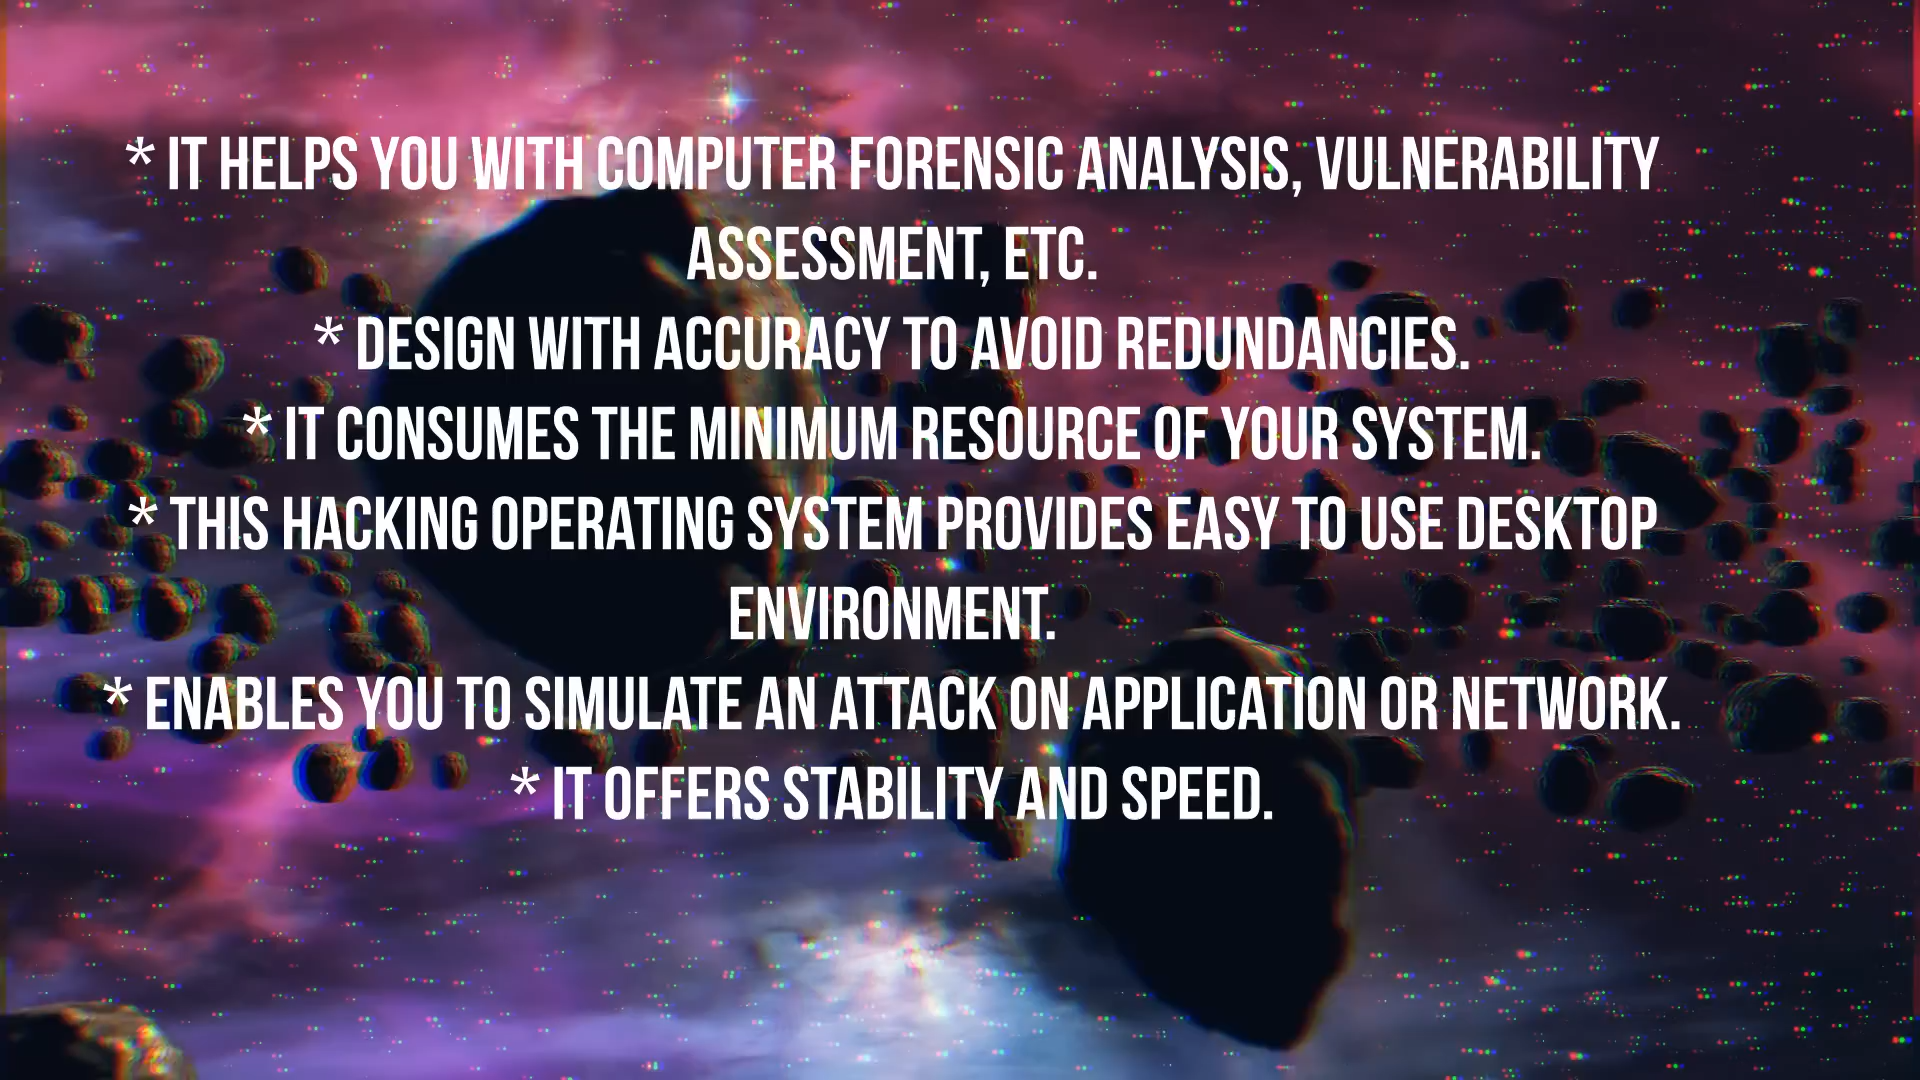 * IT HELPS YOU WITH COMPUTER FORENSIC ANALYSIS, VULNERABILITY
ASSESSMENT, ETC.
* DESIGN WITH ACCURACY TO AVOID REDUNDANCIES.
* IT CONSUMES THE MINIMUM RESOURCE OF YOUR SYSTEM.
* THIS HACKING OPERATING SYSTEM PROVIDES EASY TO USE DESKTOP
ENVIRONMENT.
* ENABLES YOU TO SIMULATE AN ATTACK ON APPLICATION OR NETWORK.
* IT OFFERS STABILITY AND SPEED.